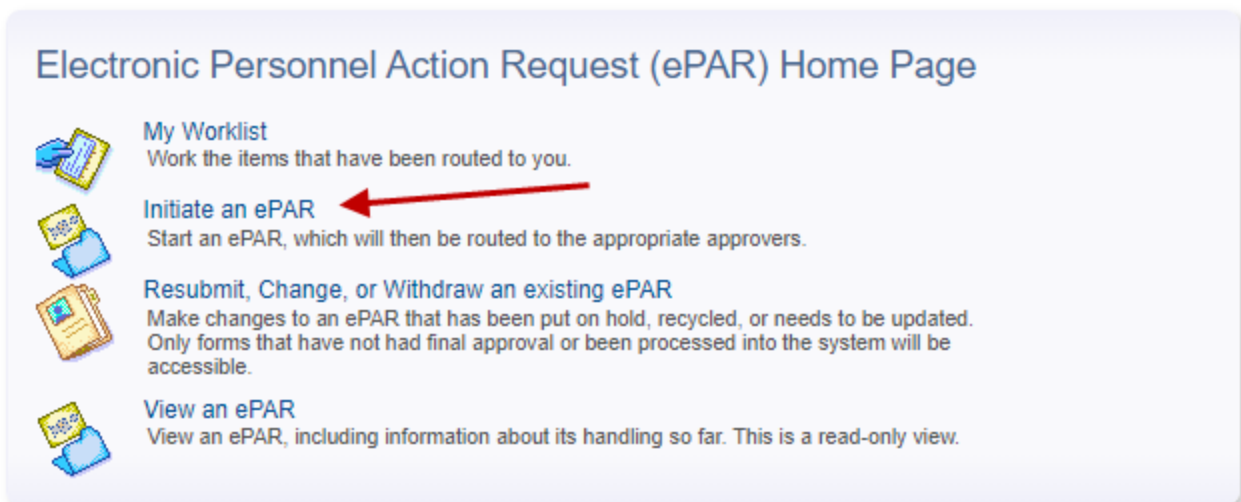 Electronic Personnel Action Request (ePAR) Home Page
My Worklist
Work the items that have been routed to you.
Initiate an ePAR
Start an ePAR, which will then be routed to the appropriate approvers.
Resubmit, Change, or Withdraw an existing ePAR
Make changes to an ePAR that has been put on hold, recycled, or needs to be updated.
Only forms that have not had final approval or been processed into the system will be
accessible.
View an ePAR
View an ePAR, including information about its handling so far. This is a read-only view.